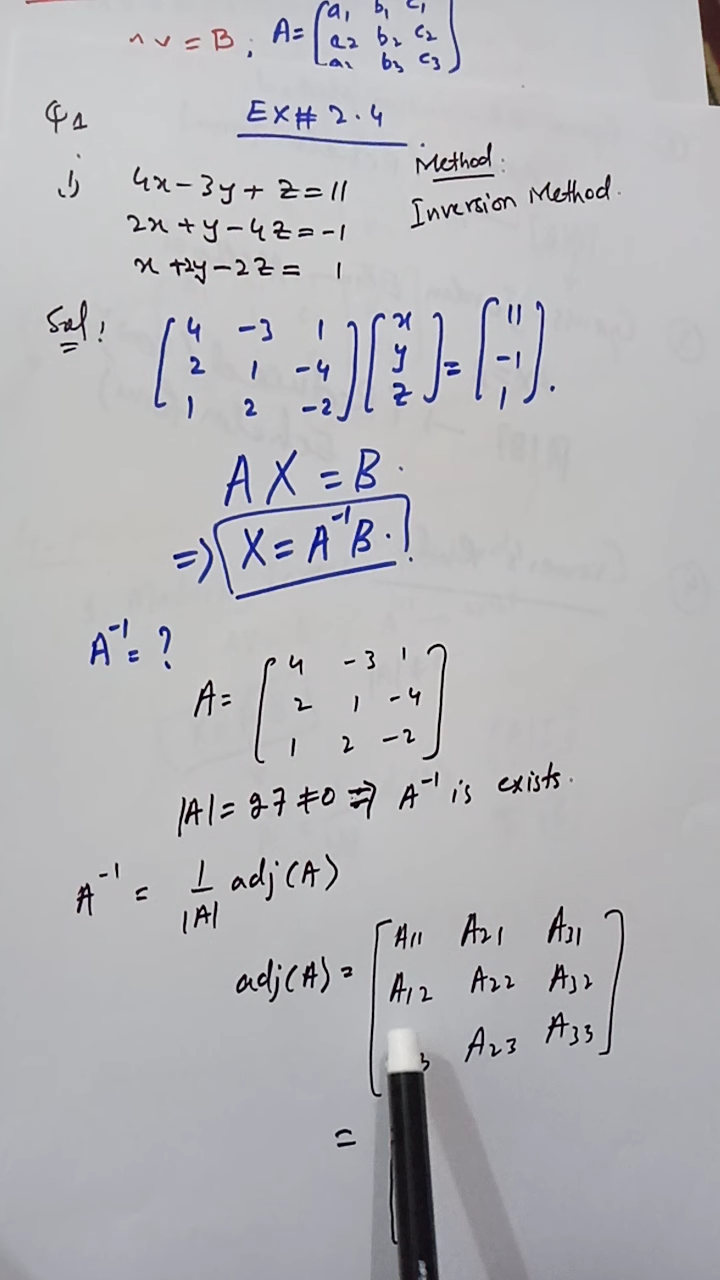 = B ; A = [a1 b1 c1
a2 b2 c2
b3 c3]
Q1 EX# 2.4
i) 4x - 3y + z = 11 Method:
2x + y - 4z = -1 Inversion Method.
x + 2y - 2z = 1
Sol: [4 -3 1 [x [11
2 1 -4 y = -1
1 2 -2] z] 1].
AX = B.
=> X = A⁻¹B.
A⁻¹ = ?
A = [4 -3 1
2 1 -4
1 2 -2]
|A| = 27 ≠ 0 => A⁻¹ is exists.
A⁻¹ = 1/|A| adj(A)
adj(A) = [A11 A21 A31
A12 A22 A32
3 A23 A33]
= [